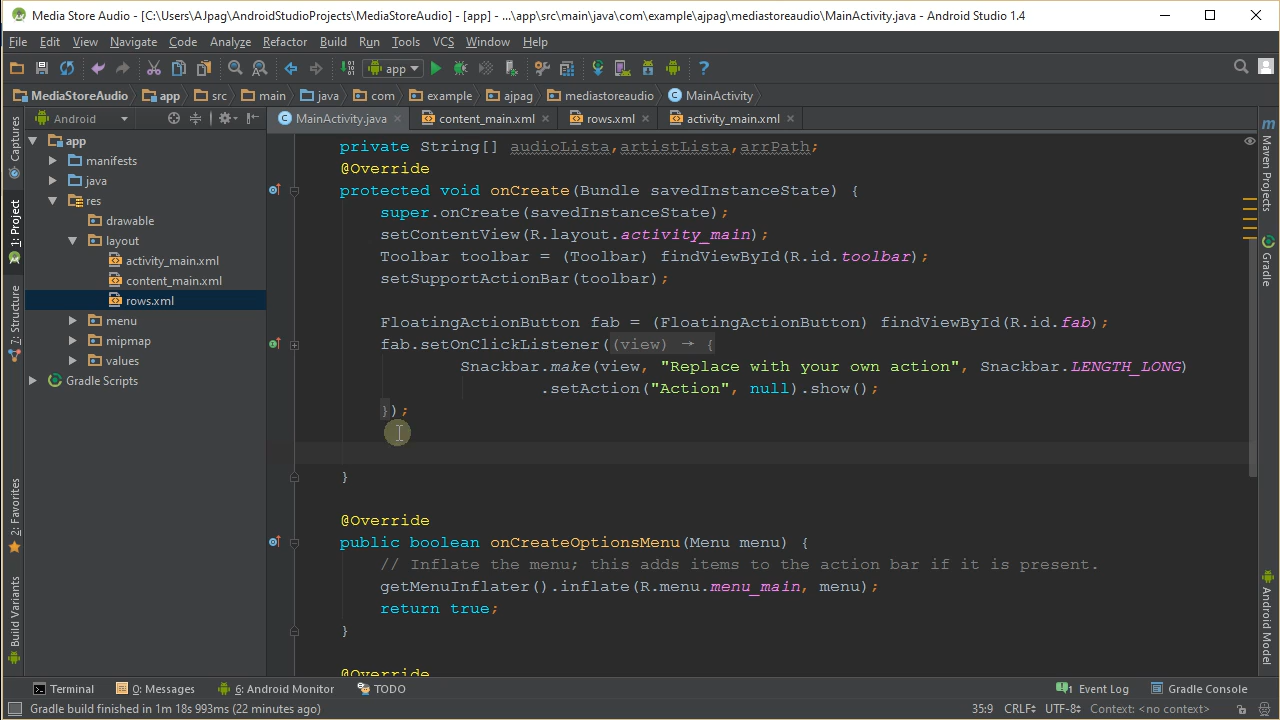 Media Store Audio - [C:\Users\AJpag\AndroidStudioProjects\MediaStoreAudio] - [app] - ...\app\src\main\java\com\example\ajpag\mediastoreaudio\MainActivity.java - Android Studio 1.4
File Edit View Navigate Code Analyze Refactor Build Run Tools VCS Window Help
app
MediaStoreAudio app src main java com example ajpag mediastoreaudio MainActivity
Android
MainActivity.java content_main.xml rows.xml activity_main.xml
Captures
1: Project
7: Structure
2: Favorites
Build Variants
app
manifests
java
res
drawable
layout
activity_main.xml
content_main.xml
rows.xml
menu
mipmap
values
Gradle Scripts
private String[] audioLista,artistLista,arrPath;
@Override
protected void onCreate(Bundle savedInstanceState) {
super.onCreate(savedInstanceState);
setContentView(R.layout.activity_main);
Toolbar toolbar = (Toolbar) findViewById(R.id.toolbar);
setSupportActionBar(toolbar);
FloatingActionButton fab = (FloatingActionButton) findViewById(R.id.fab);
fab.setOnClickListener((view) → {
Snackbar.make(view, "Replace with your own action", Snackbar.LENGTH_LONG)
.setAction("Action", null).show();
});
}
@Override
public boolean onCreateOptionsMenu(Menu menu) {
// Inflate the menu; this adds items to the action bar if it is present.
getMenuInflater().inflate(R.menu.menu_main, menu);
return true;
}
@Override
Maven Projects
Gradle
Android Model
Terminal 0: Messages 6: Android Monitor TODO 1 Event Log Gradle Console
Gradle build finished in 1m 18s 993ms (22 minutes ago) 35:9 CRLF UTF-8 Context: <no context>